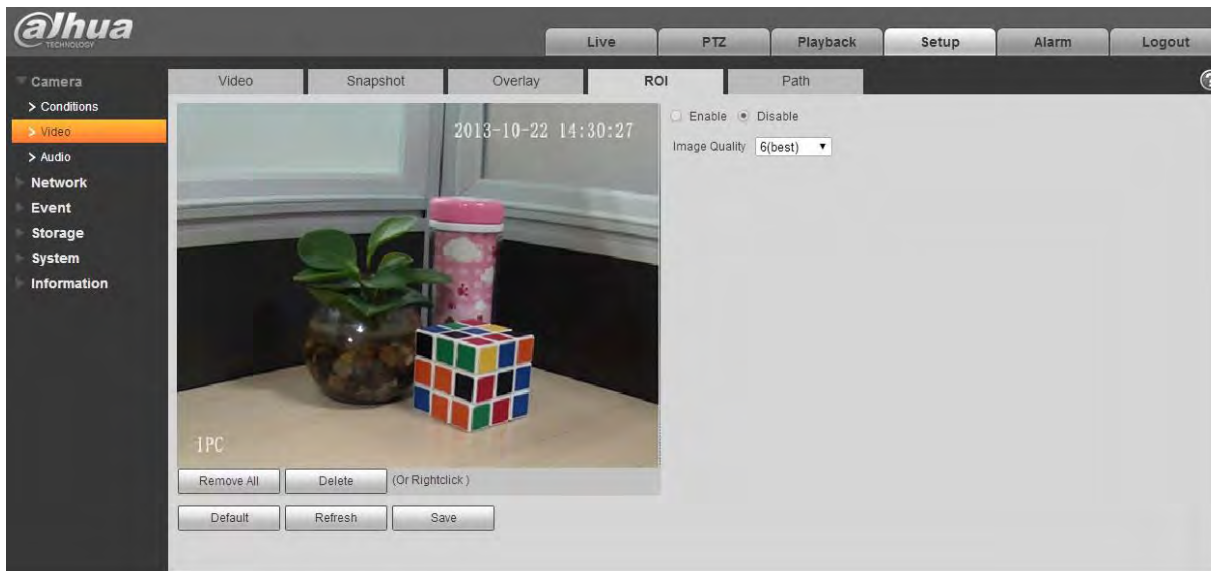 alhua
TECHNOLOGY
Live PTZ Playback Setup Alarm Logout
Camera
> Conditions
> Video
> Audio
Network
Event
Storage
System
Information
Video Snapshot Overlay ROI Path
?
2013-10-22 14:30:27
IPC
Enable Disable
Image Quality 6(best)
Remove All Delete (Or Rightclick )
Default Refresh Save